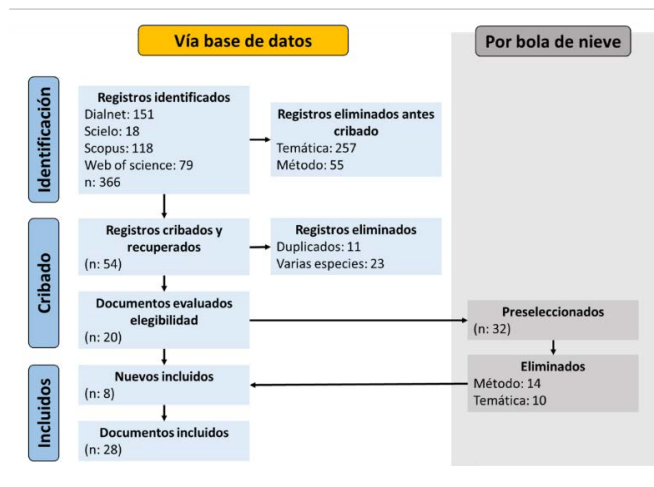 Vía base de datos
Por bola de nieve
Identificación
Registros identificados
Dialnet: 151
Scielo: 18
Scopus: 118
Web of science: 79
n: 366
Registros eliminados antes
cribado
Temática: 257
Método: 55
Cribado
Registros cribados y
recuperados
(n: 54)
Registros eliminados
Duplicados: 11
Varias especies: 23
Documentos evaluados
elegibilidad
(n: 20)
Preseleccionados
(n: 32)
Eliminados
Método: 14
Temática: 10
Incluidos
Nuevos incluidos
(n: 8)
Documentos incluidos
(n: 28)